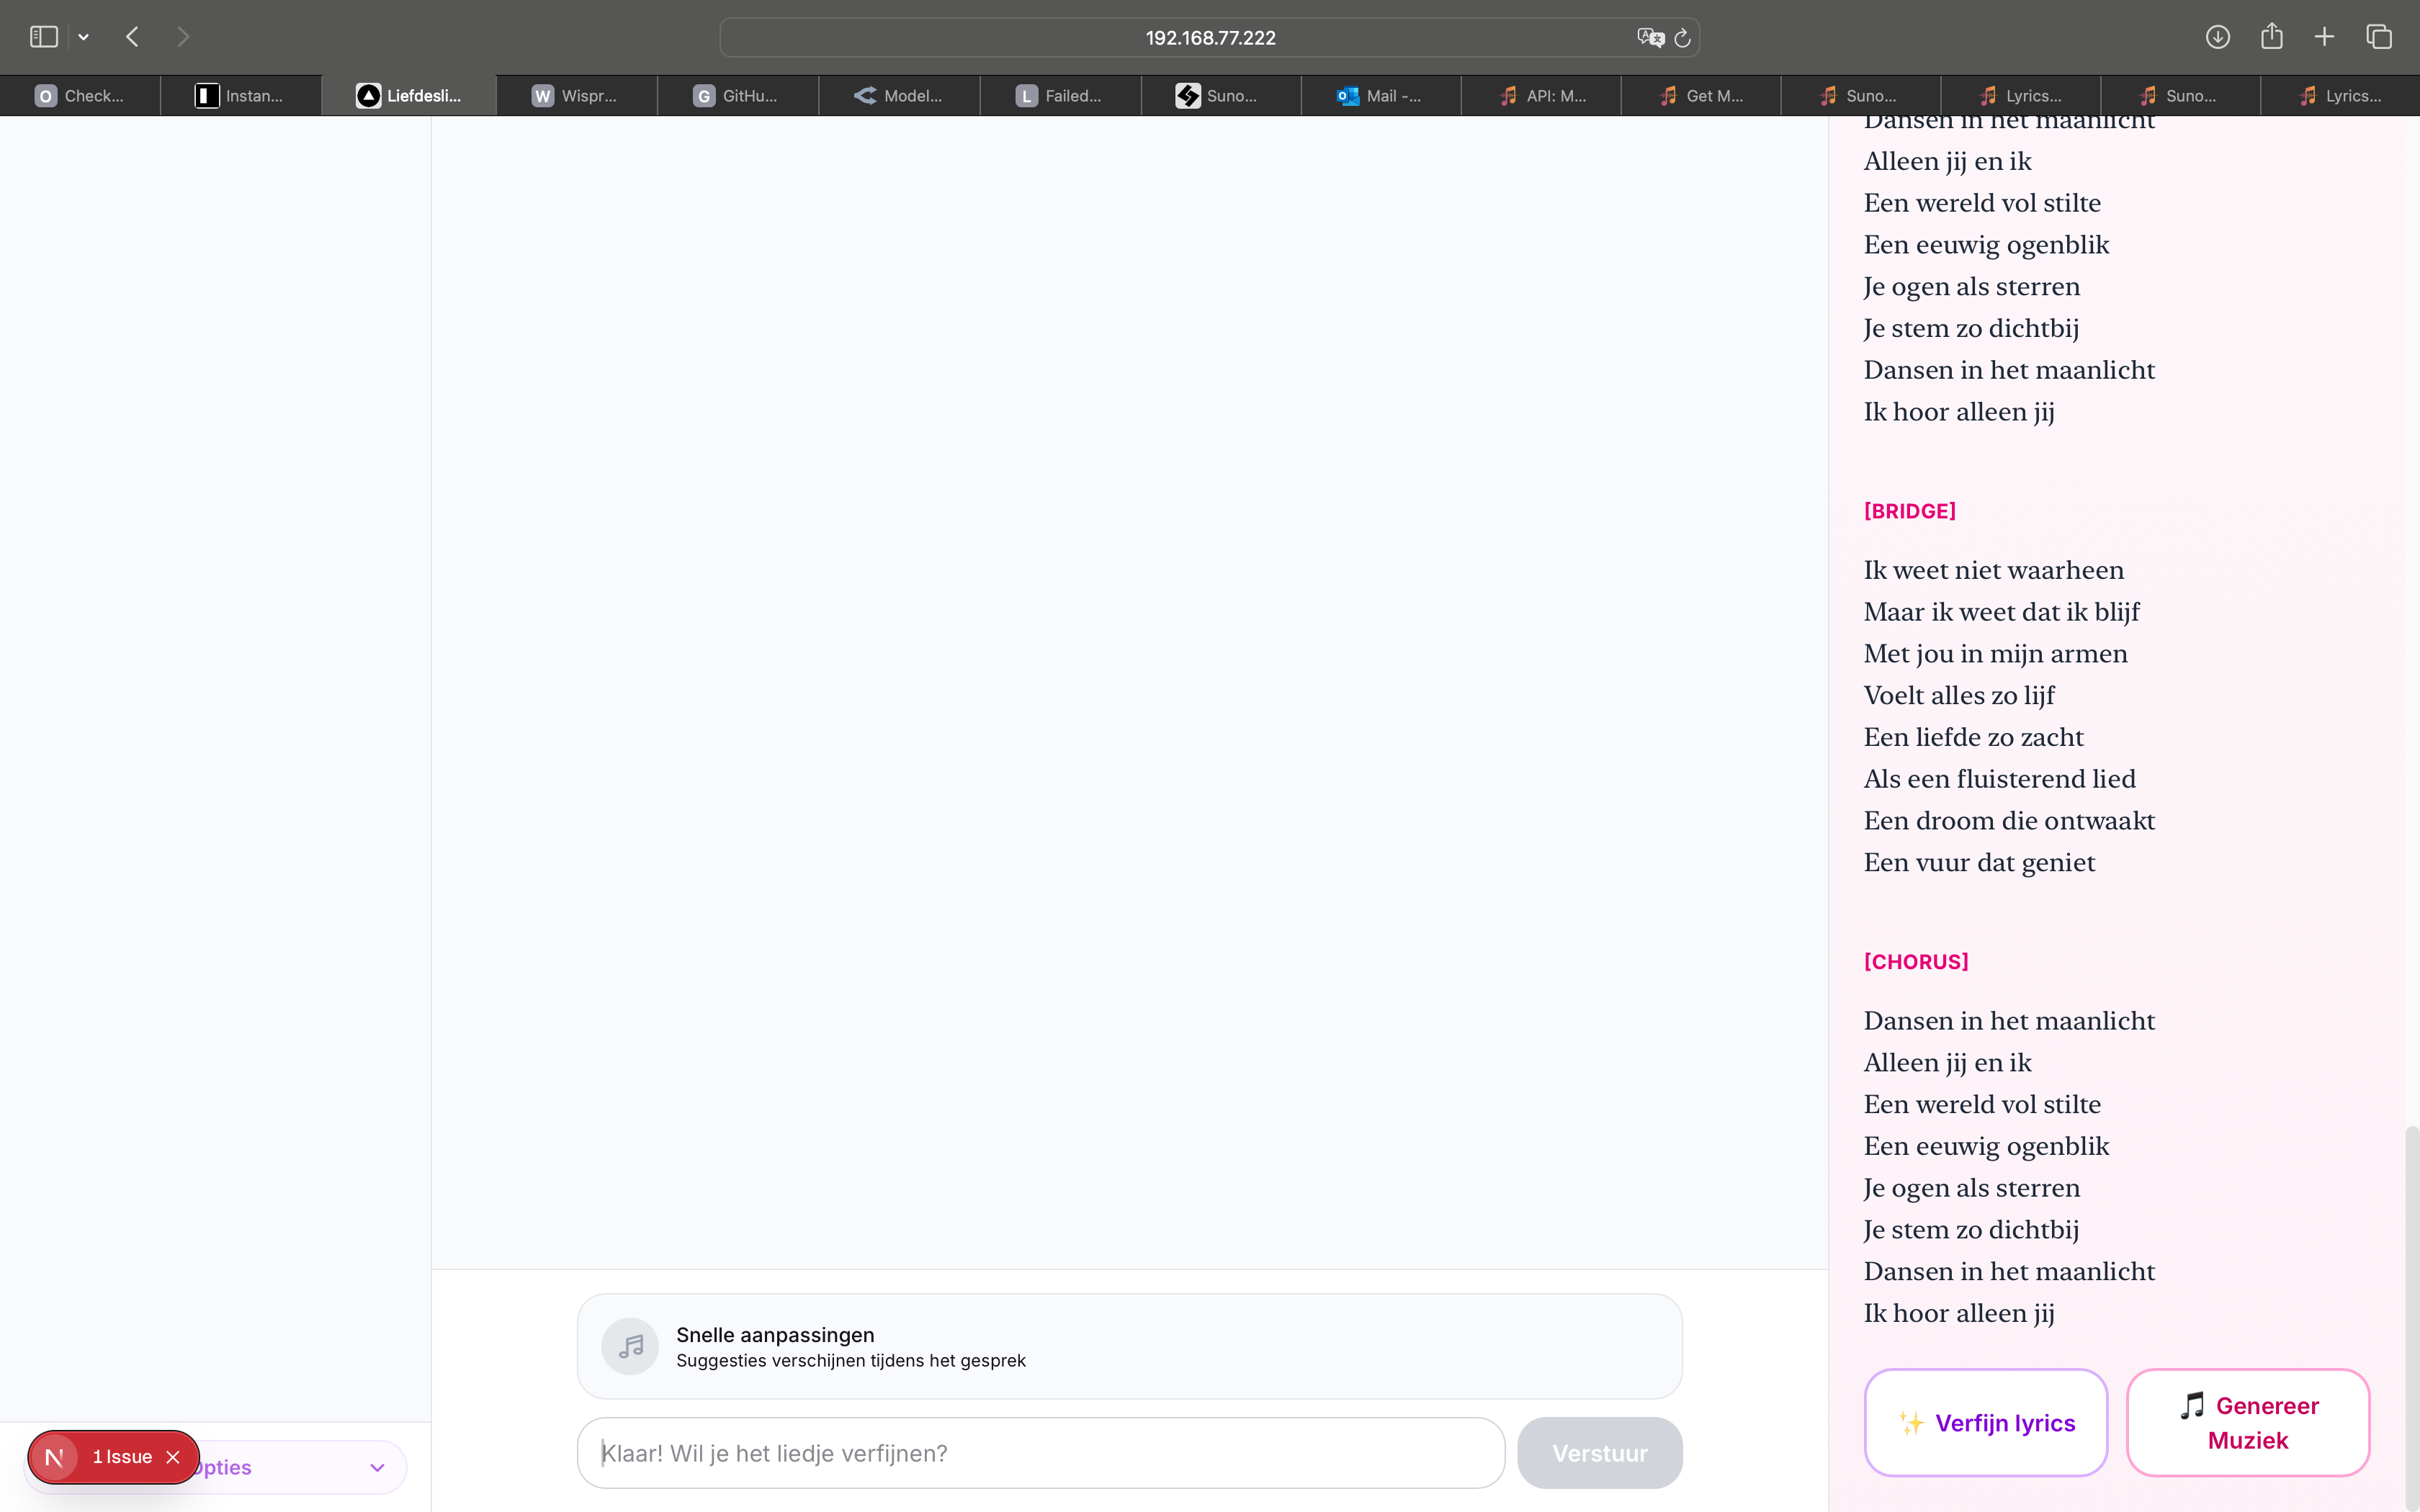 192.168.77.222
O Check...
Instan...
Liefdesli...
W Wispr...
G GitHu...
Model...
L Failed...
Suno...
Mail -...
API: M...
Get M...
Suno...
Lyrics...
Suno...
Lyrics...
Dansen in het maanlicht
Alleen jij en ik
Een wereld vol stilte
Een eeuwig ogenblik
Je ogen als sterren
Je stem zo dichtbij
Dansen in het maanlicht
Ik hoor alleen jij
[BRIDGE]
Ik weet niet waarheen
Maar ik weet dat ik blijf
Met jou in mijn armen
Voelt alles zo lijf
Een liefde zo zacht
Als een fluisterend lied
Een droom die ontwaakt
Een vuur dat geniet
[CHORUS]
Dansen in het maanlicht
Alleen jij en ik
Een wereld vol stilte
Een eeuwig ogenblik
Je ogen als sterren
Je stem zo dichtbij
Dansen in het maanlicht
Ik hoor alleen jij
✨ Verfijn lyrics
🎵 Genereer
Muziek
Snelle aanpassingen
Suggesties verschijnen tijdens het gesprek
Klaar! Wil je het liedje verfijnen?
Verstuur
N 1 Issue